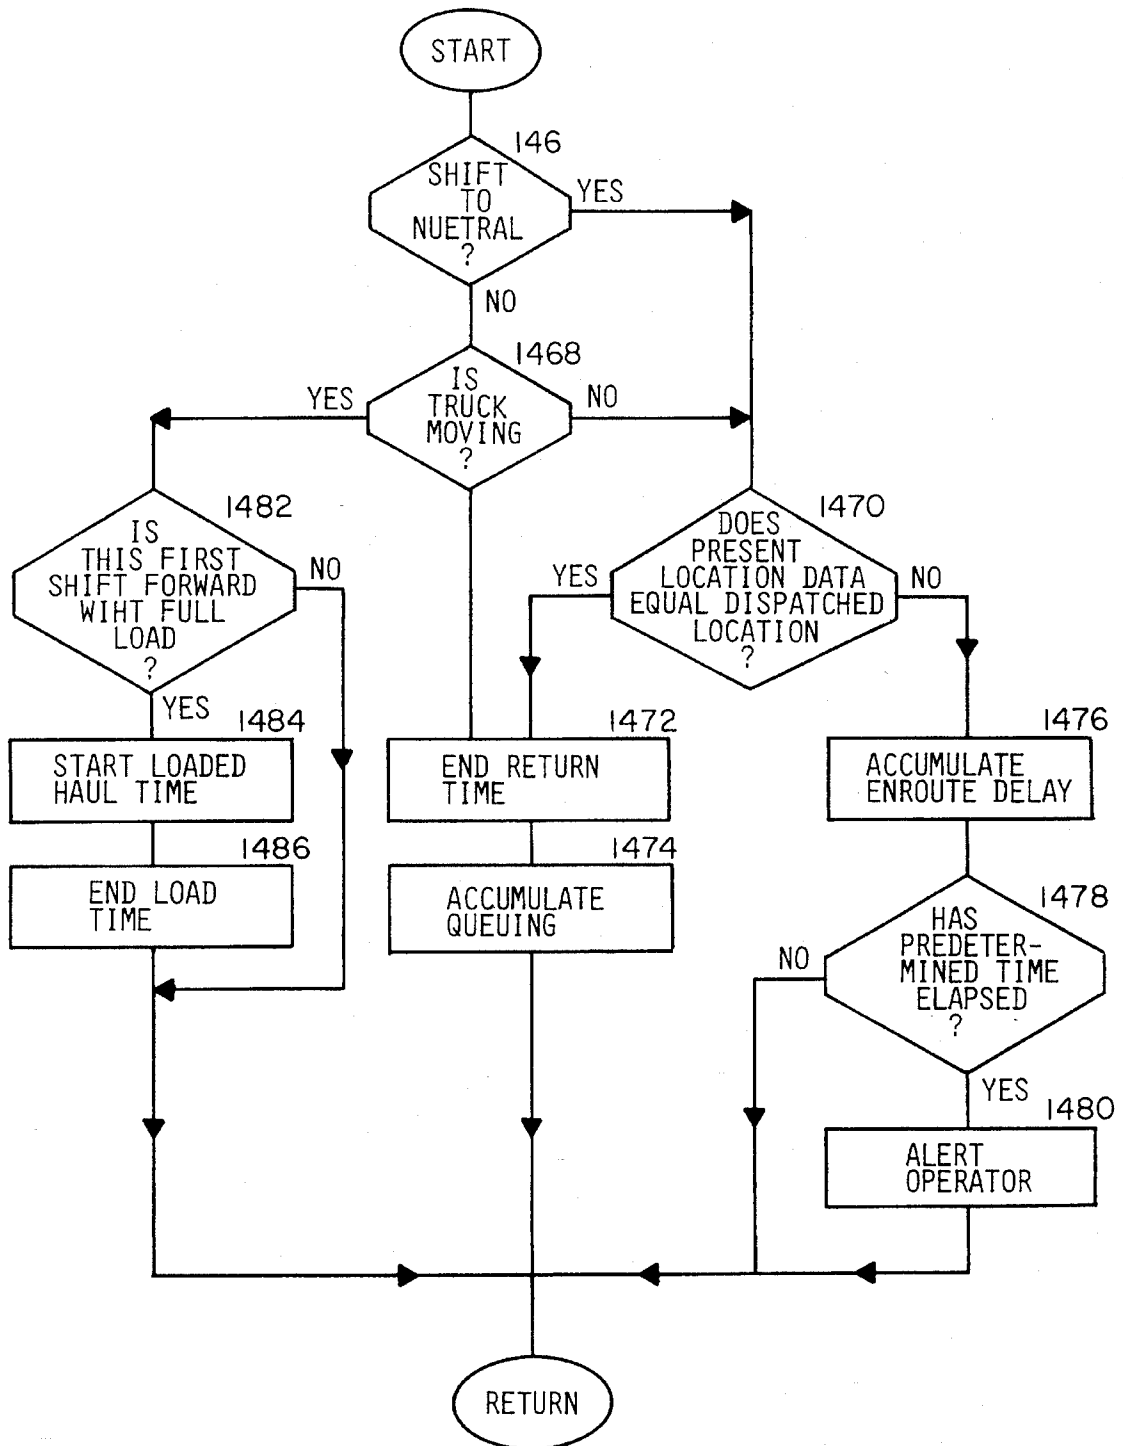 START
146
SHIFT
TO
NUETRAL
?
YES
NO
1468
IS
TRUCK
MOVING
?
YES
NO
1482
IS
THIS FIRST
SHIFT FORWARD
WIHT FULL
LOAD
?
NO
YES
1470
DOES
PRESENT
LOCATION DATA
EQUAL DISPATCHED
LOCATION
?
YES
NO
1484
START LOADED
HAUL TIME
1472
END RETURN
TIME
1476
ACCUMULATE
ENROUTE DELAY
1486
END LOAD
TIME
1474
ACCUMULATE
QUEUING
1478
HAS
PREDETER-
MINED TIME
ELAPSED
?
NO
YES
1480
ALERT
OPERATOR
RETURN